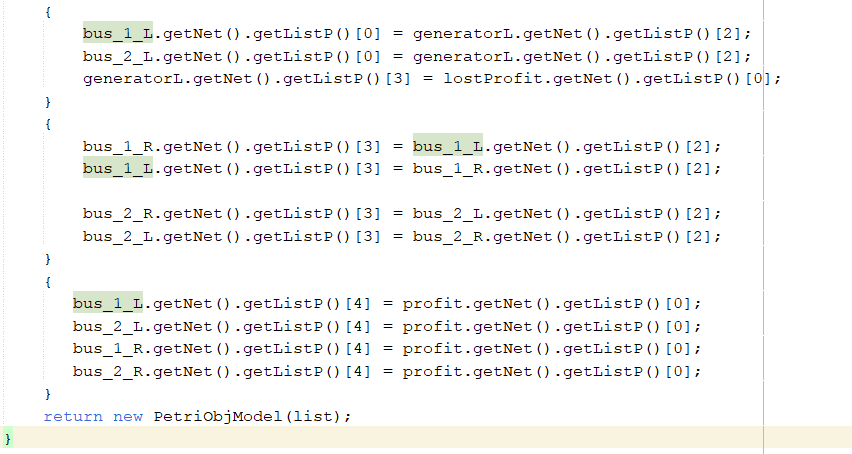 {
bus_1_L.getNet().getListP()[0] = generatorL.getNet().getListP()[2];
bus_2_L.getNet().getListP()[0] = generatorL.getNet().getListP()[2];
generatorL.getNet().getListP()[3] = lostProfit.getNet().getListP()[0];
}
{
bus_1_R.getNet().getListP()[3] = bus_1_L.getNet().getListP()[2];
bus_1_L.getNet().getListP()[3] = bus_1_R.getNet().getListP()[2];
bus_2_R.getNet().getListP()[3] = bus_2_L.getNet().getListP()[2];
bus_2_L.getNet().getListP()[3] = bus_2_R.getNet().getListP()[2];
}
{
bus_1_L.getNet().getListP()[4] = profit.getNet().getListP()[0];
bus_2_L.getNet().getListP()[4] = profit.getNet().getListP()[0];
bus_1_R.getNet().getListP()[4] = profit.getNet().getListP()[0];
bus_2_R.getNet().getListP()[4] = profit.getNet().getListP()[0];
}
return new PetriObjModel(list);
}